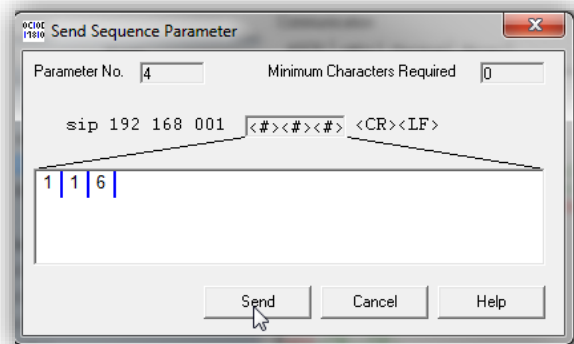 Send Sequence Parameter
Parameter No. 4 Minimum Characters Required 0
sip 192 168 001 <#><#><#> <CR><LF>
1 1 6
Send Cancel Help